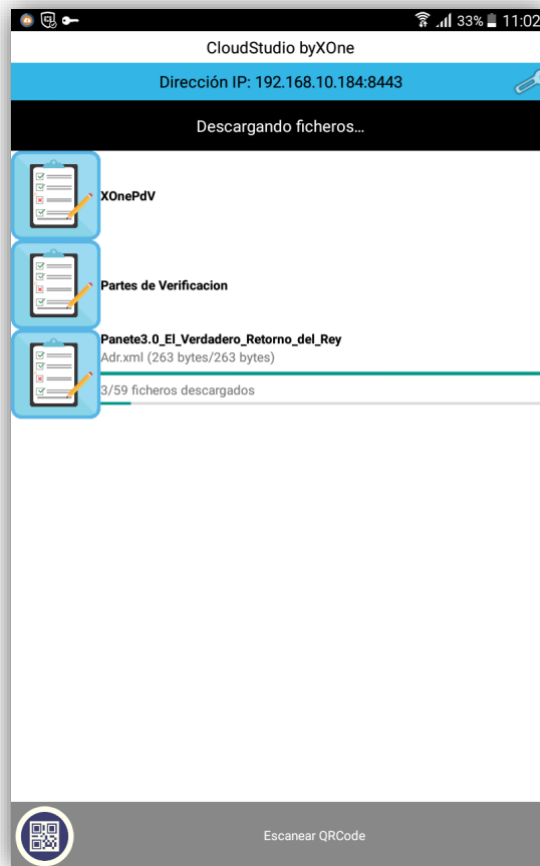 33% 11:02
CloudStudio byXOne
Dirección IP: 192.168.10.184:8443
Descargando ficheros...
XOnePdV
Partes de Verificacion
Panete3.0_El_Verdadero_Retorno_del_Rey
Adr.xml (263 bytes/263 bytes)
3/59 ficheros descargados
Escanear QRCode